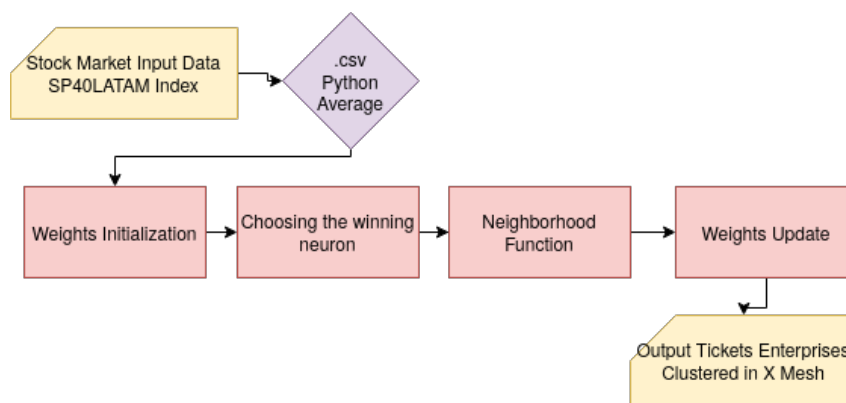 Stock Market Input Data
SP40LATAM Index
.csv
Python
Average
Weights Initialization
Choosing the winning
neuron
Neighborhood
Function
Weights Update
Output Tickets Enterprises
Clustered in X Mesh